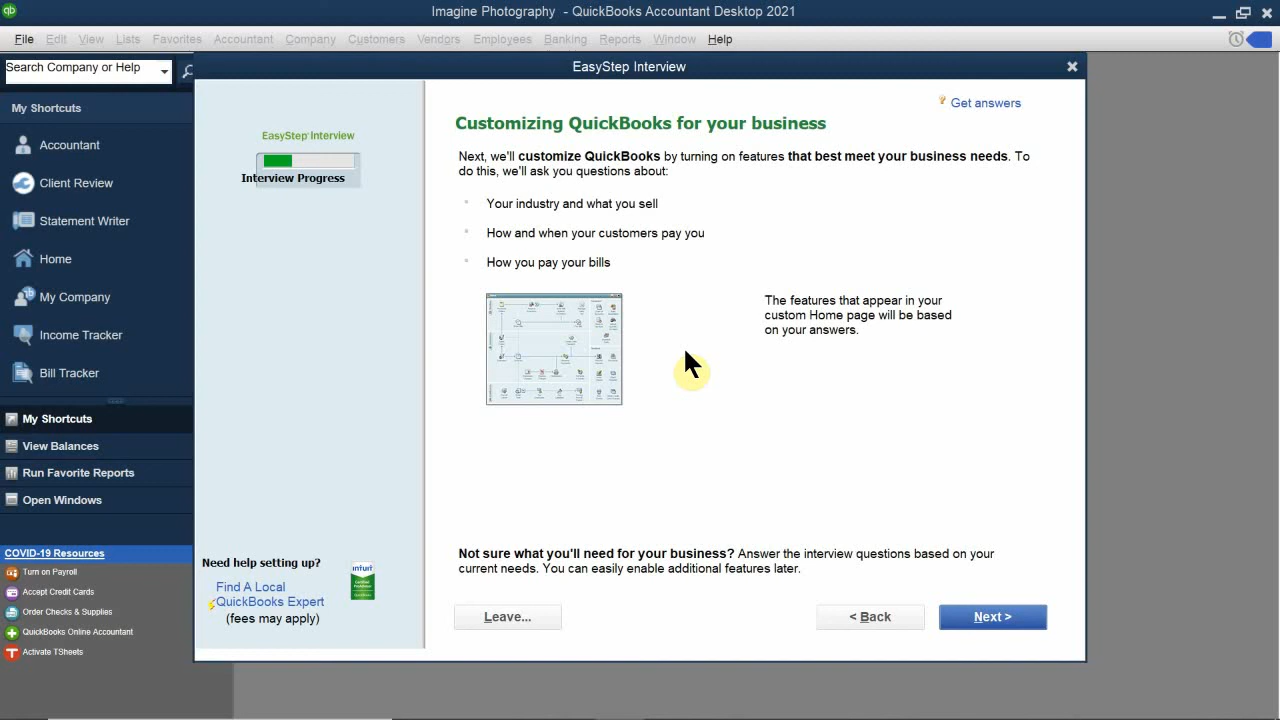 qb
Imagine Photography - QuickBooks Accountant Desktop 2021
File Edit View Lists Favorites Accountant Company Customers Vendors Employees Banking Reports Window Help
Search Company or Help
My Shortcuts
Accountant
Client Review
Statement Writer
Home
My Company
Income Tracker
Bill Tracker
My Shortcuts
View Balances
Run Favorite Reports
Open Windows
COVID-19 Resources
Turn on Payroll
Accept Credit Cards
Order Checks & Supplies
QuickBooks Online Accountant
Activate TSheets
EasyStep Interview
EasyStep Interview
Interview Progress
Need help setting up?
Find A Local
QuickBooks Expert
(fees may apply)
intuit
Get answers
Customizing QuickBooks for your business
Next, we'll customize QuickBooks by turning on features that best meet your business needs. To
do this, we'll ask you questions about:
Your industry and what you sell
How and when your customers pay you
How you pay your bills
The features that appear in your
custom Home page will be based
on your answers.
Not sure what you'll need for your business? Answer the interview questions based on your
current needs. You can easily enable additional features later.
Leave...
< Back
Next >